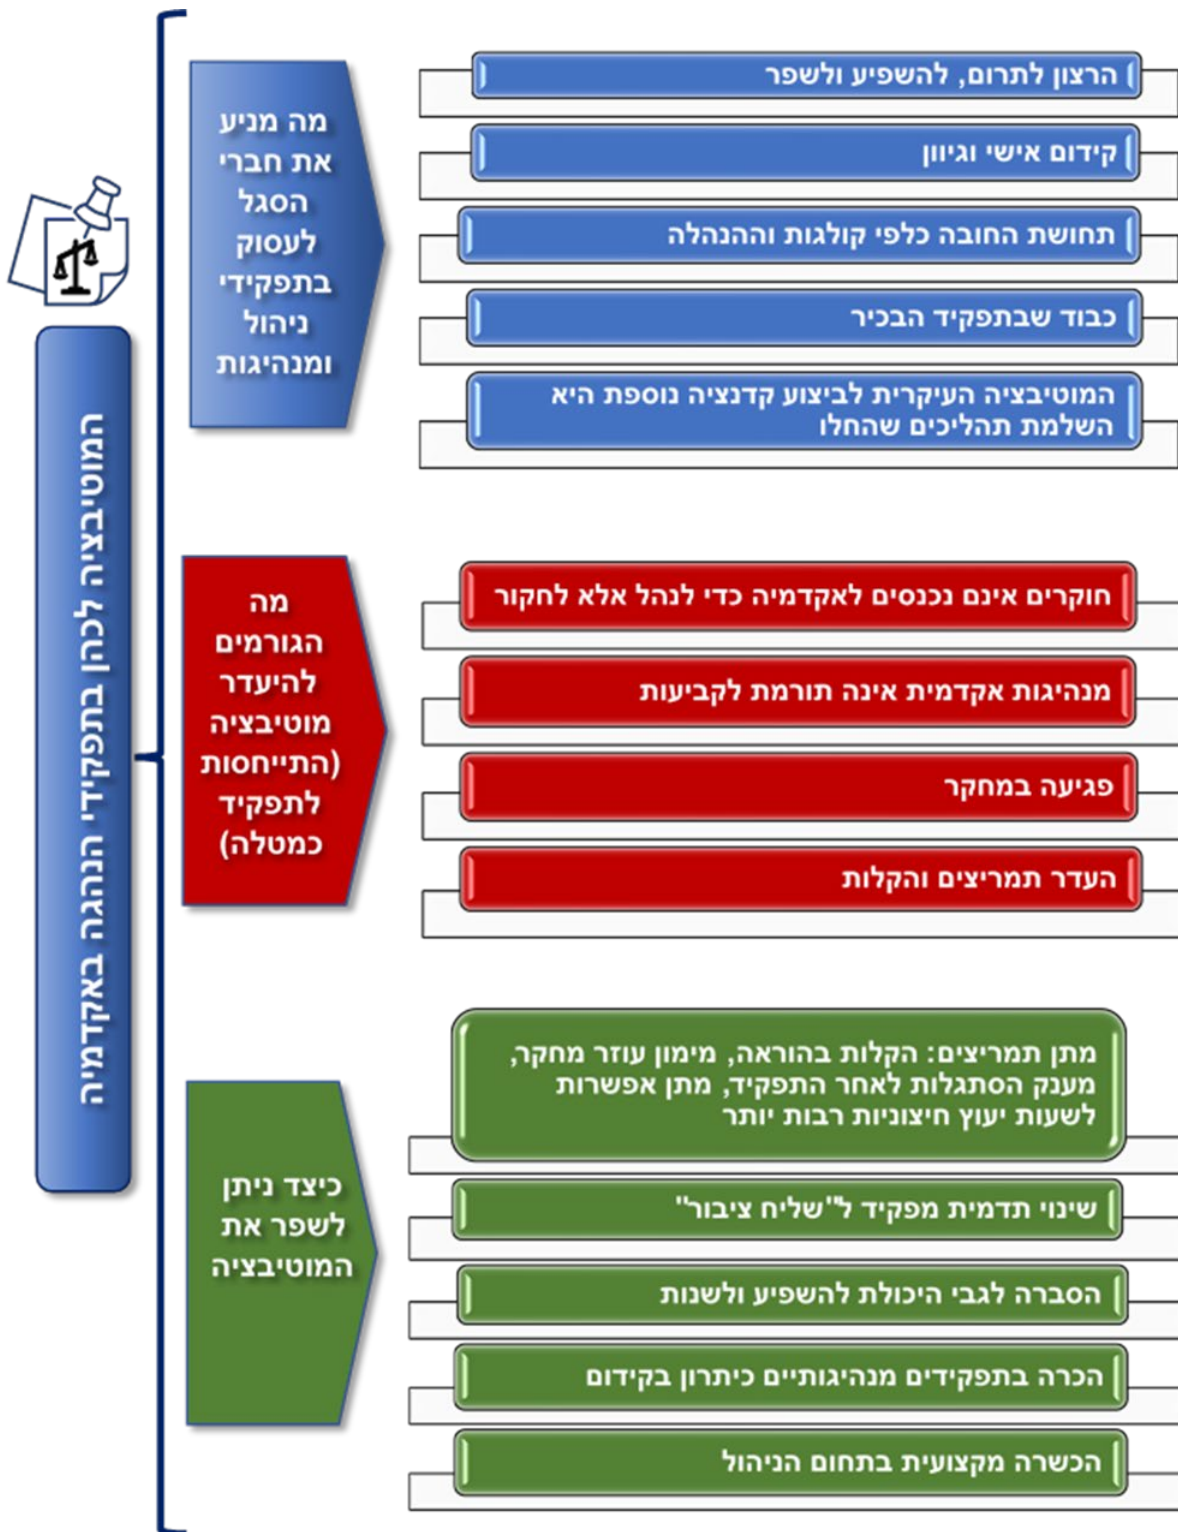 המוטיבציה לכהן בתפקידי הנהגה באקדמיה
מה מניע
את חברי
הסגל
לעסוק
בתפקידי
ניהול
ומנהיגות
הרצון לתרום, להשפיע ולשפר
קידום אישי וגיוון
תחושת החובה כלפי קולגות וההנהלה
כבוד שבתפקיד הבכיר
המוטיבציה העיקרית לביצוע קדנציה נוספת היא
השלמת תהליכים שהחלו
מה
הגורמים
להיעדר
מוטיבציה
(התייחסות
לתפקיד
כמטלה)
חוקרים אינם נכנסים לאקדמיה כדי לנהל אלא לחקור
מנהיגות אקדמית אינה תורמת לקביעות
פגיעה במחקר
העדר תמריצים והקלות
כיצד ניתן
לשפר את
המוטיבציה
מתן תמריצים: הקלות בהוראה, מימון עוזר מחקר,
מענק הסתגלות לאחר התפקיד, מתן אפשרות
לשעות יעוץ חיצוניות רבות יותר
שינוי תדמית מפקיד ל"שליח ציבור"
הסברה לגבי היכולת להשפיע ולשנות
הכרה בתפקידים מנהיגותיים כיתרון בקידום
הכשרה מקצועית בתחום הניהול